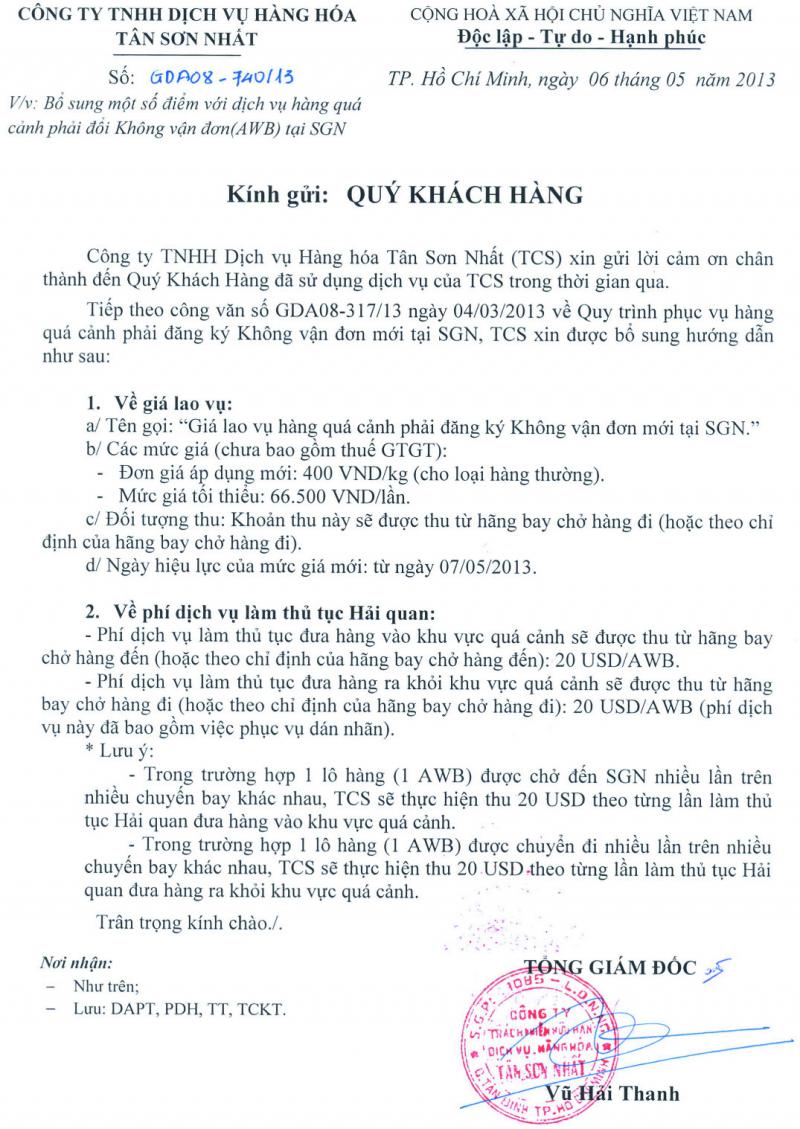 CÔNG TY TNHH DỊCH VỤ HÀNG HÓA
TÂN SƠN NHẤT
CỘNG HOÀ XÃ HỘI CHỦ NGHĨA VIỆT NAM
Độc lập - Tự do - Hạnh phúc
Số: GDA08-740/13
TP. Hồ Chí Minh, ngày 06 tháng 05 năm 2013
V/v: Bổ sung một số điểm với dịch vụ hàng quá
cảnh phải đổi Không vận đơn(AWB) tại SGN
Kính gửi: QUÝ KHÁCH HÀNG
Công ty TNHH Dịch vụ Hàng hóa Tân Sơn Nhất (TCS) xin gửi lời cảm ơn chân
thành đến Quý Khách Hàng đã sử dụng dịch vụ của TCS trong thời gian qua.
Tiếp theo công văn số GDA08-317/13 ngày 04/03/2013 về Quy trình phục vụ hàng
quá cảnh phải đăng ký Không vận đơn mới tại SGN, TCS xin được bổ sung hướng dẫn
như sau:
1. Về giá lao vụ:
a/ Tên gọi: “Giá lao vụ hàng quá cảnh phải đăng ký Không vận đơn mới tại SGN.”
b/ Các mức giá (chưa bao gồm thuế GTGT):
- Đơn giá áp dụng mới: 400 VND/kg (cho loại hàng thường).
- Mức giá tối thiểu: 66.500 VND/lần.
c/ Đối tượng thu: Khoản thu này sẽ được thu từ hãng bay chở hàng đi (hoặc theo chỉ
định của hãng bay chở hàng đi).
d/ Ngày hiệu lực của mức giá mới: từ ngày 07/05/2013.
2. Về phí dịch vụ làm thủ tục Hải quan:
- Phí dịch vụ làm thủ tục đưa hàng vào khu vực quá cảnh sẽ được thu từ hãng bay
chở hàng đến (hoặc theo chỉ định của hãng bay chở hàng đến): 20 USD/AWB.
- Phí dịch vụ làm thủ tục đưa hàng ra khỏi khu vực quá cảnh sẽ được thu từ hãng
bay chở hàng đi (hoặc theo chỉ định của hãng bay chở hàng đi): 20 USD/AWB (phí dịch
vụ này đã bao gồm việc phục vụ dán nhãn).
* Lưu ý:
- Trong trường hợp 1 lô hàng (1 AWB) được chở đến SGN nhiều lần trên
nhiều chuyến bay khác nhau, TCS sẽ thực hiện thu 20 USD theo từng lần làm thủ
tục Hải quan đưa hàng vào khu vực quá cảnh.
- Trong trường hợp 1 lô hàng (1 AWB) được chuyển đi nhiều lần trên nhiều
chuyến bay khác nhau, TCS sẽ thực hiện thu 20 USD theo từng lần làm thủ tục Hải
quan đưa hàng ra khỏi khu vực quá cảnh.
Trân trọng kính chào./.
Nơi nhận:
– Như trên;
– Lưu: DAPT, PDH, TT, TCKT.
TỔNG GIÁM ĐỐC
CÔNG TY
TRÁCH NHIỆM HỮU HẠN
DỊCH VỤ HÀNG HÓA
TÂN SƠN NHẤT
Vũ Hải Thanh